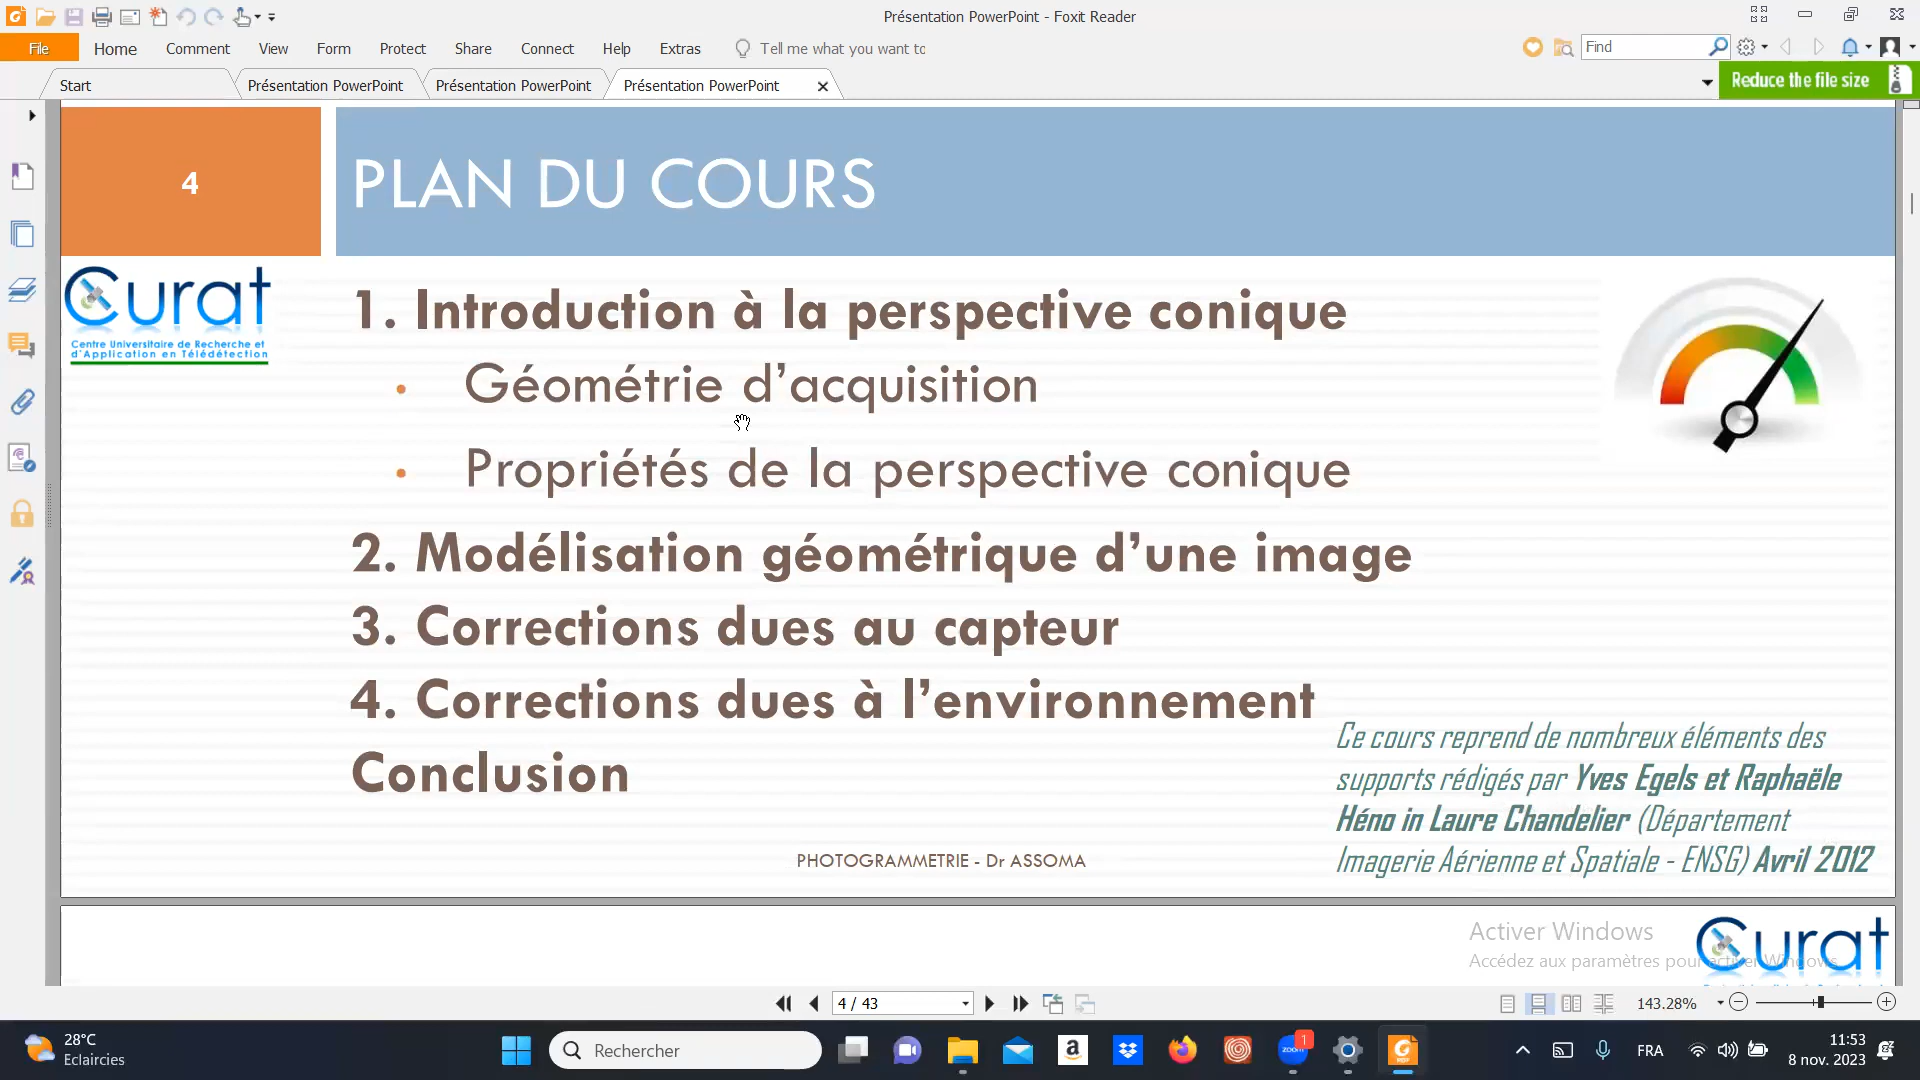 Présentation PowerPoint - Foxit Reader
File Home Comment View Form Protect Share Connect Help Extras Tell me what you want to Find
Start Présentation PowerPoint Présentation PowerPoint Présentation PowerPoint Reduce the file size
4
PLAN DU COURS
Curat
Centre Universitaire de Recherche et
d'Application en Télédétection
1. Introduction à la perspective conique
• Géométrie d'acquisition
• Propriétés de la perspective conique
2. Modélisation géométrique d'une image
3. Corrections dues au capteur
4. Corrections dues à l'environnement
Conclusion
Ce cours reprend de nombreux éléments des
supports rédigés par Yves Egels et Raphaële
Héno in Laure Chandelier (Département
Imagerie Aérienne et Spatiale - ENSG) Avril 2012
PHOTOGRAMMETRIE - Dr ASSOMA
Activer Windows
Accédez aux paramètres pour activer Windows.
Curat
4 / 43
143.28%
28°C
Eclaircies
Rechercher
zoom
1
FRA
11:53
8 nov. 2023